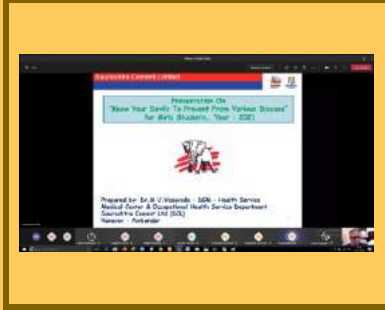 Saurashtra Cement Limited
Presentation On
"Know Your Devils To Prevent From Various Disease"
for Girls Students, Year : 2021
Prepared by: Dr.M.U.Vasavada - DGM - Health Service
Medical Center & Occupational Health Service Department
Saurashtra Cement Ltd (SCL)
Ranavav - Porbandar